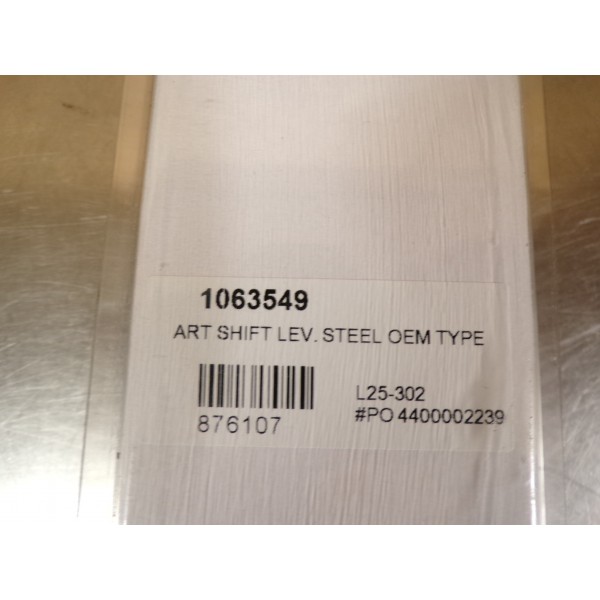 1063549
ART SHIFT LEV. STEEL OEM TYPE
L25-302
876107
#PO 4400002239